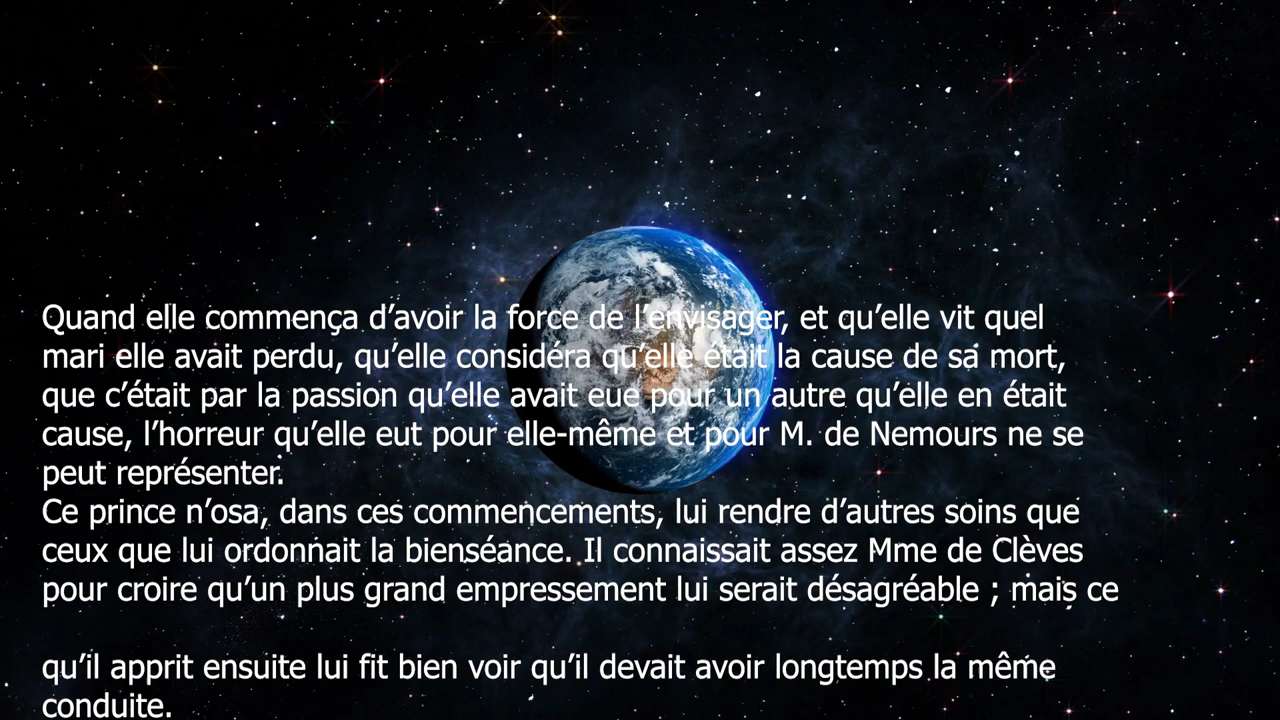 Quand elle commença d’avoir la force de l’envisager, et qu’elle vit quel
mari elle avait perdu, qu’elle considéra qu’elle était la cause de sa mort,
que c’était par la passion qu’elle avait eue pour un autre qu’elle en était
cause, l’horreur qu’elle eut pour elle-même et pour M. de Nemours ne se
peut représenter.
Ce prince n’osa, dans ces commencements, lui rendre d’autres soins que
ceux que lui ordonnait la bienséance. Il connaissait assez Mme de Clèves
pour croire qu’un plus grand empressement lui serait désagréable ; mais ce
qu’il apprit ensuite lui fit bien voir qu’il devait avoir longtemps la même
conduite.